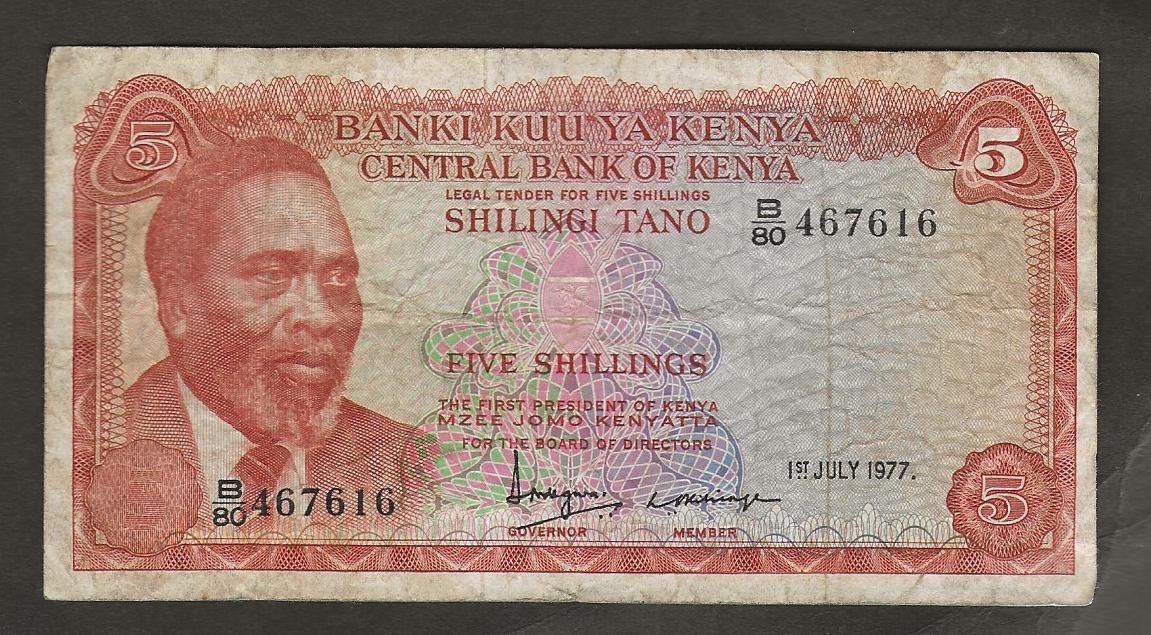 5
5
BANKI KUU YA KENYA
CENTRAL BANK OF KENYA
LEGAL TENDER FOR FIVE SHILLINGS
SHILINGI TANO
B/80 467616
FIVE SHILLINGS
THE FIRST PRESIDENT OF KENYA
MZEE JOMO KENYATTA
FOR THE BOARD OF DIRECTORS
1ST JULY 1977.
B/80 467616
GOVERNOR
MEMBER
5